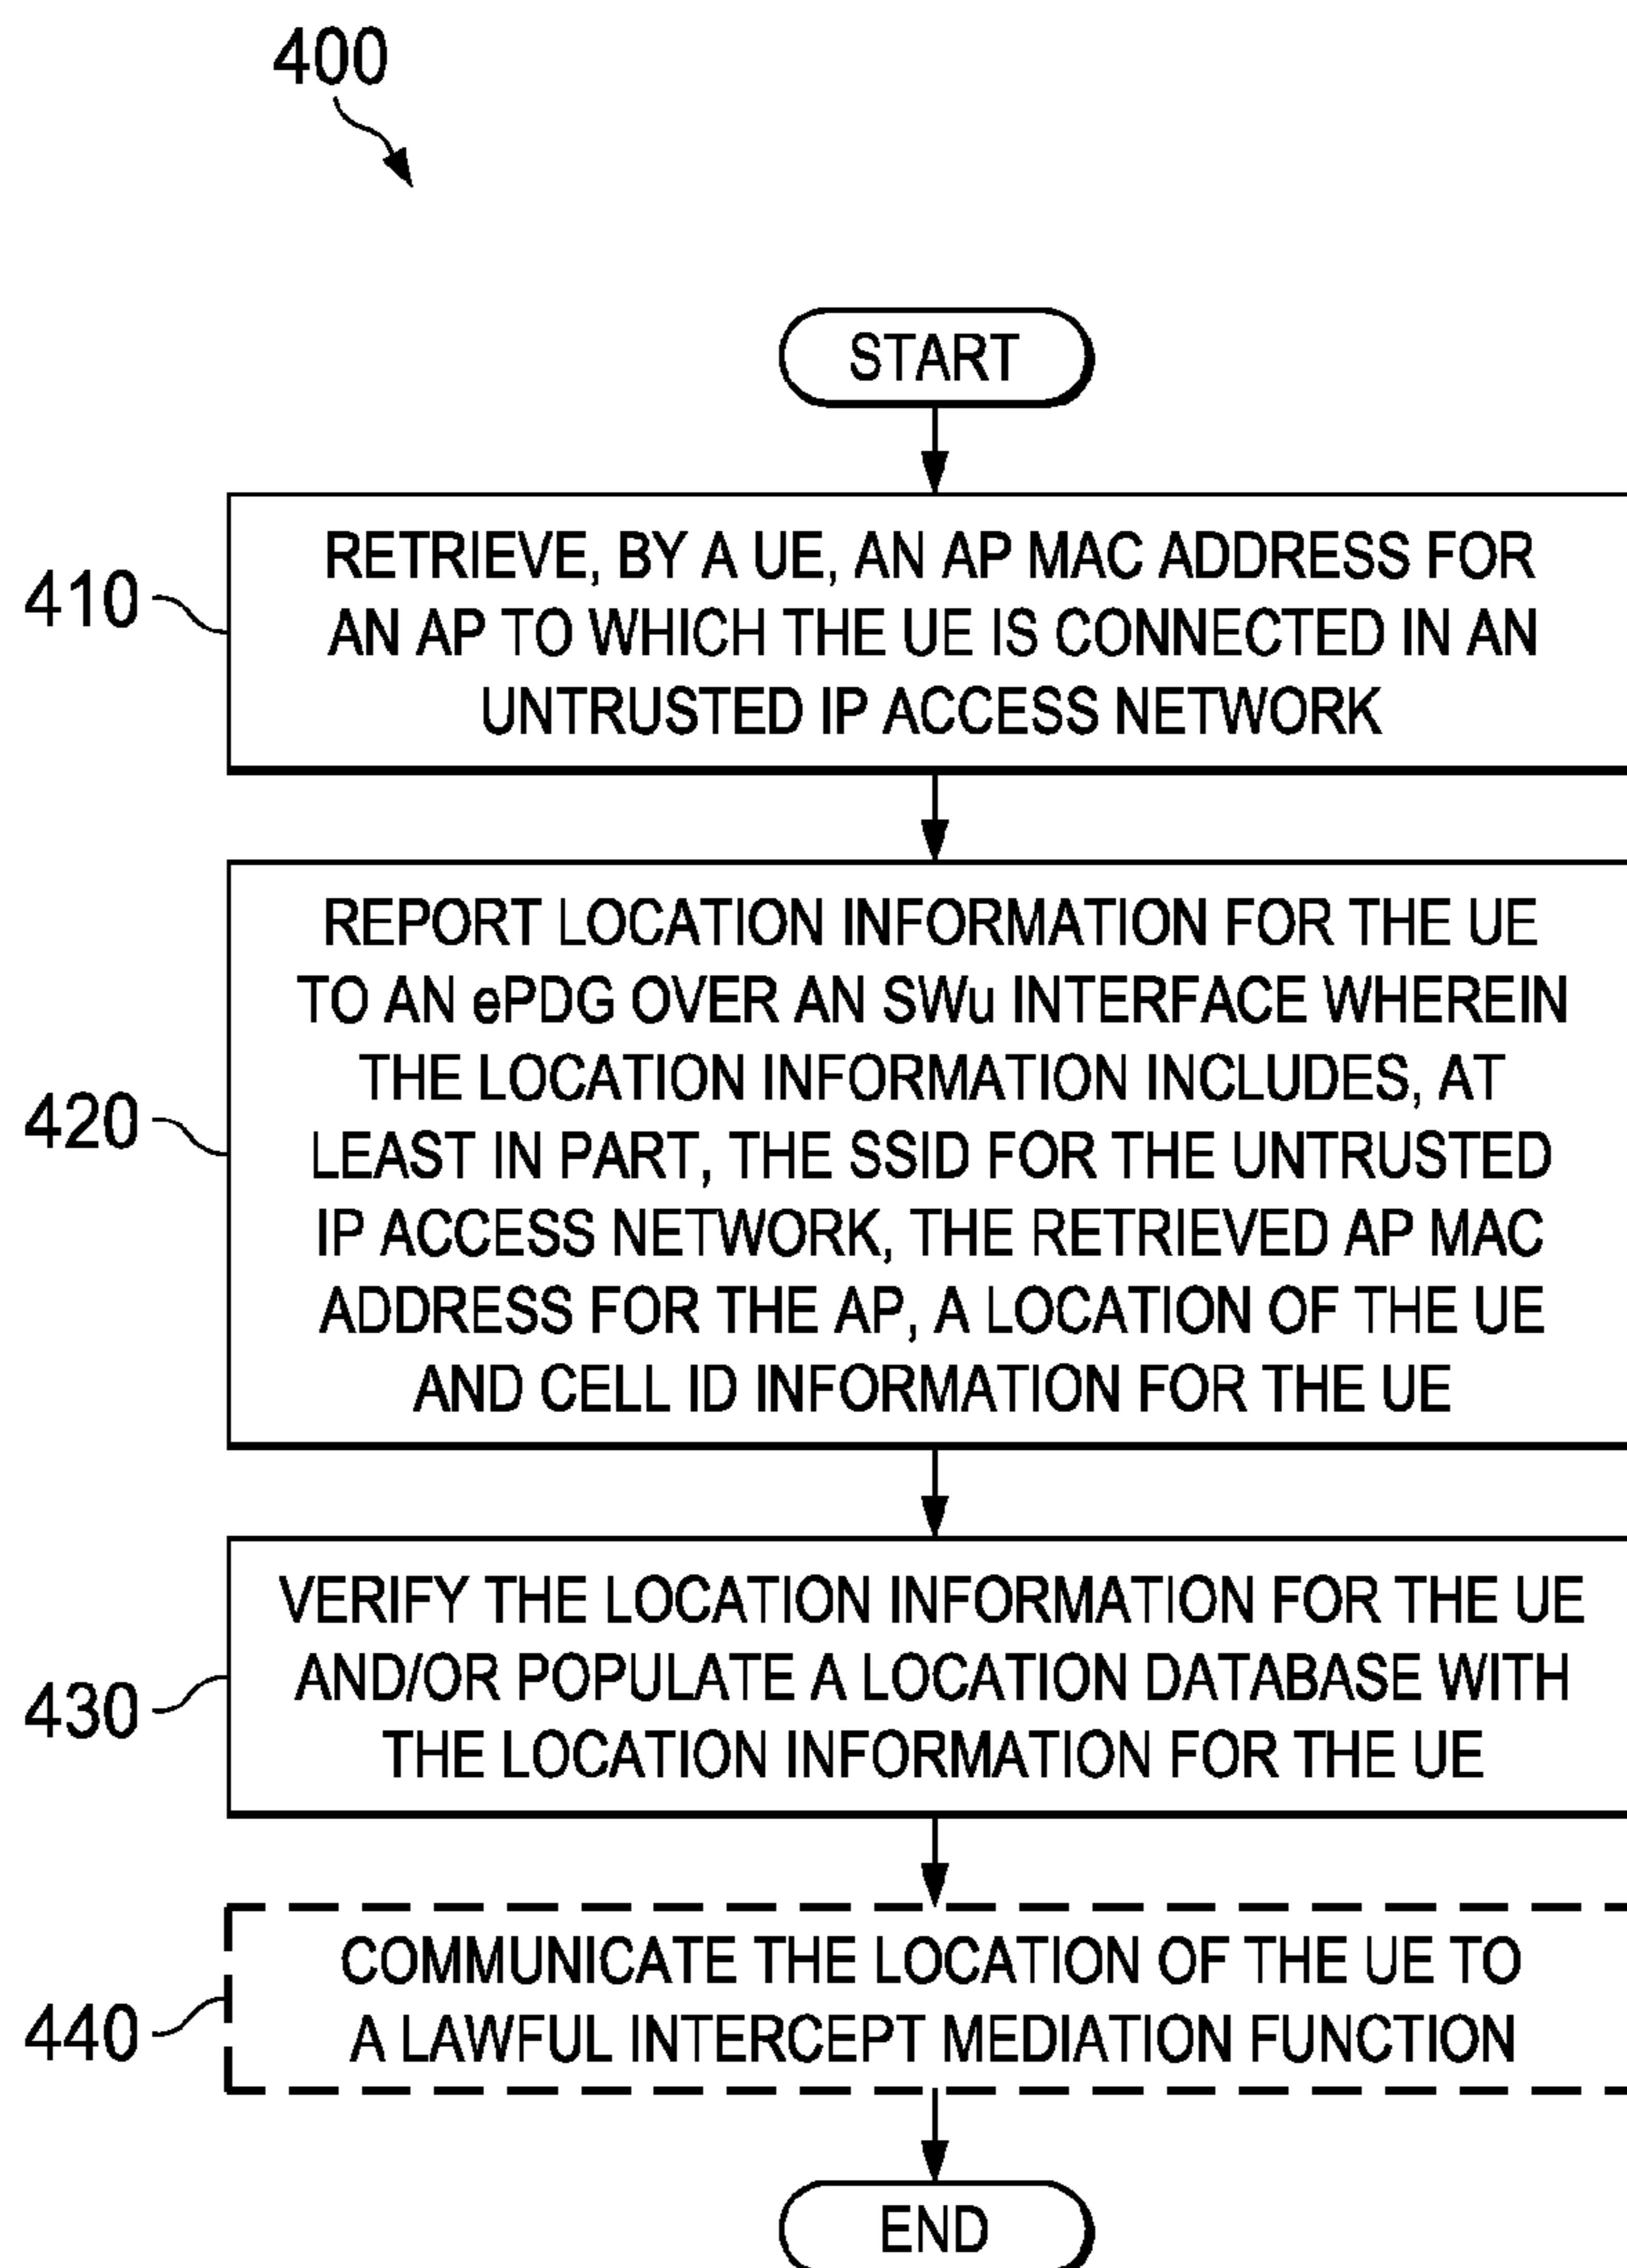 400
START
410
RETRIEVE, BY A UE, AN AP MAC ADDRESS FOR
AN AP TO WHICH THE UE IS CONNECTED IN AN
UNTRUSTED IP ACCESS NETWORK
420
REPORT LOCATION INFORMATION FOR THE UE
TO AN ePDG OVER AN SWu INTERFACE WHEREIN
THE LOCATION INFORMATION INCLUDES, AT
LEAST IN PART, THE SSID FOR THE UNTRUSTED
IP ACCESS NETWORK, THE RETRIEVED AP MAC
ADDRESS FOR THE AP, A LOCATION OF THE UE
AND CELL ID INFORMATION FOR THE UE
430
VERIFY THE LOCATION INFORMATION FOR THE UE
AND/OR POPULATE A LOCATION DATABASE WITH
THE LOCATION INFORMATION FOR THE UE
440
COMMUNICATE THE LOCATION OF THE UE TO
A LAWFUL INTERCEPT MEDIATION FUNCTION
END